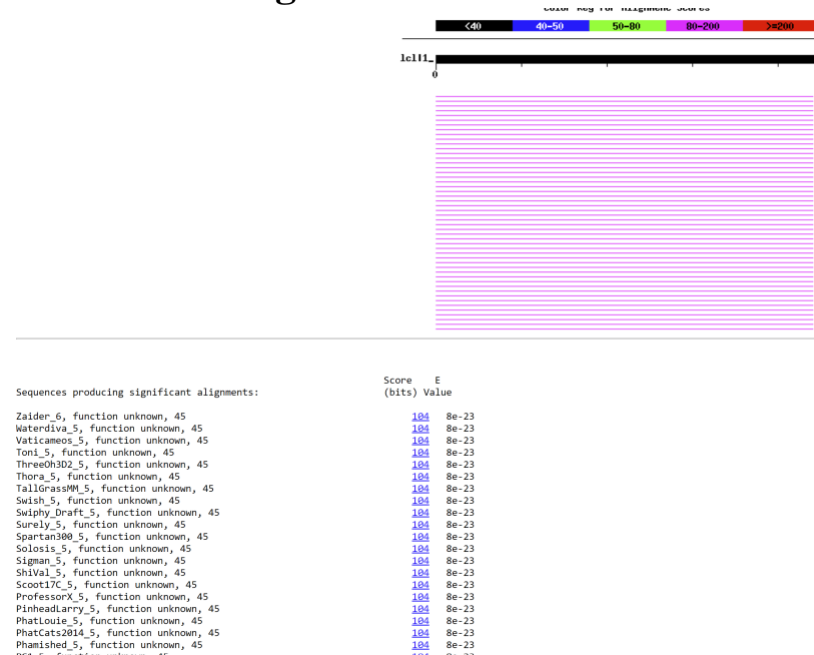 Color Key for Alignment Scores
<40 40-50 50-80 80-200 >=200
lcl|1_
0
Score E
Sequences producing significant alignments: (bits) Value
Zaider_6, function unknown, 45 104 8e-23
Waterdiva_5, function unknown, 45 104 8e-23
Vaticameos_5, function unknown, 45 104 8e-23
Toni_5, function unknown, 45 104 8e-23
ThreeOh3D2_5, function unknown, 45 104 8e-23
Thora_5, function unknown, 45 104 8e-23
TallGrassMM_5, function unknown, 45 104 8e-23
Swish_5, function unknown, 45 104 8e-23
Swiphy_Draft_5, function unknown, 45 104 8e-23
Surely_5, function unknown, 45 104 8e-23
Spartan300_5, function unknown, 45 104 8e-23
Solosis_5, function unknown, 45 104 8e-23
Sigman_5, function unknown, 45 104 8e-23
ShiVal_5, function unknown, 45 104 8e-23
Scoot17C_5, function unknown, 45 104 8e-23
ProfessorX_5, function unknown, 45 104 8e-23
PinheadLarry_5, function unknown, 45 104 8e-23
PhatLouie_5, function unknown, 45 104 8e-23
PhatCats2014_5, function unknown, 45 104 8e-23
Phamished_5, function unknown, 45 104 8e-23
function unknown, 45 104 8e-23